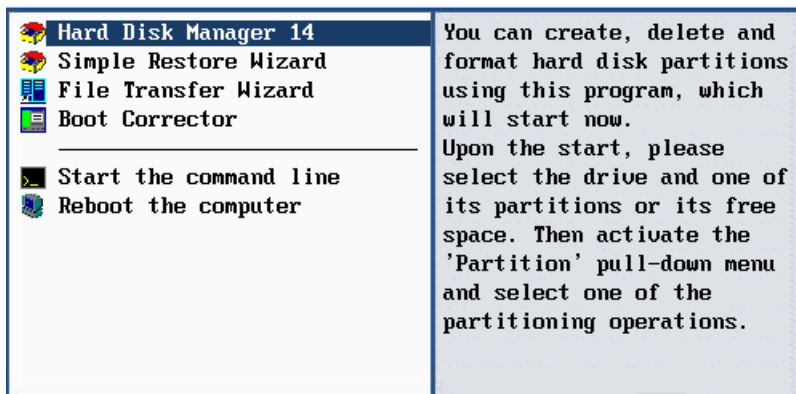 Hard Disk Manager 14
Simple Restore Wizard
File Transfer Wizard
Boot Corrector
Start the command line
Reboot the computer
You can create, delete and
format hard disk partitions
using this program, which
will start now.
Upon the start, please
select the drive and one of
its partitions or its free
space. Then activate the
'Partition' pull-down menu
and select one of the
partitioning operations.